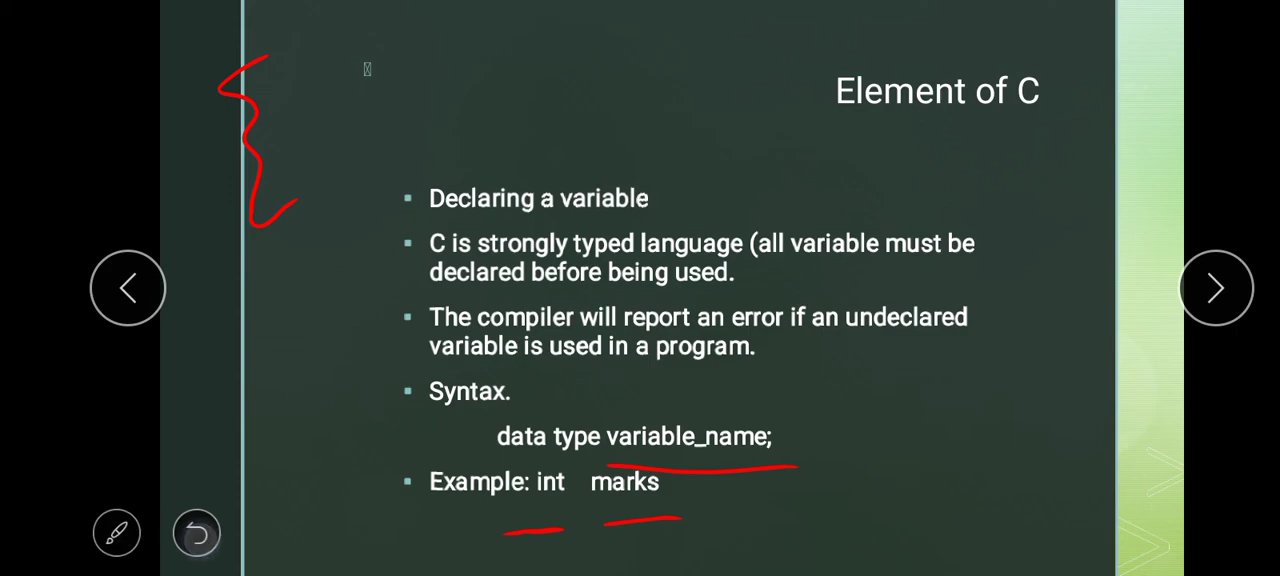 Element of C
Declaring a variable
C is strongly typed language (all variable must be
declared before being used.
The compiler will report an error if an undeclared
variable is used in a program.
Syntax.
data type variable_name;
Example: int marks